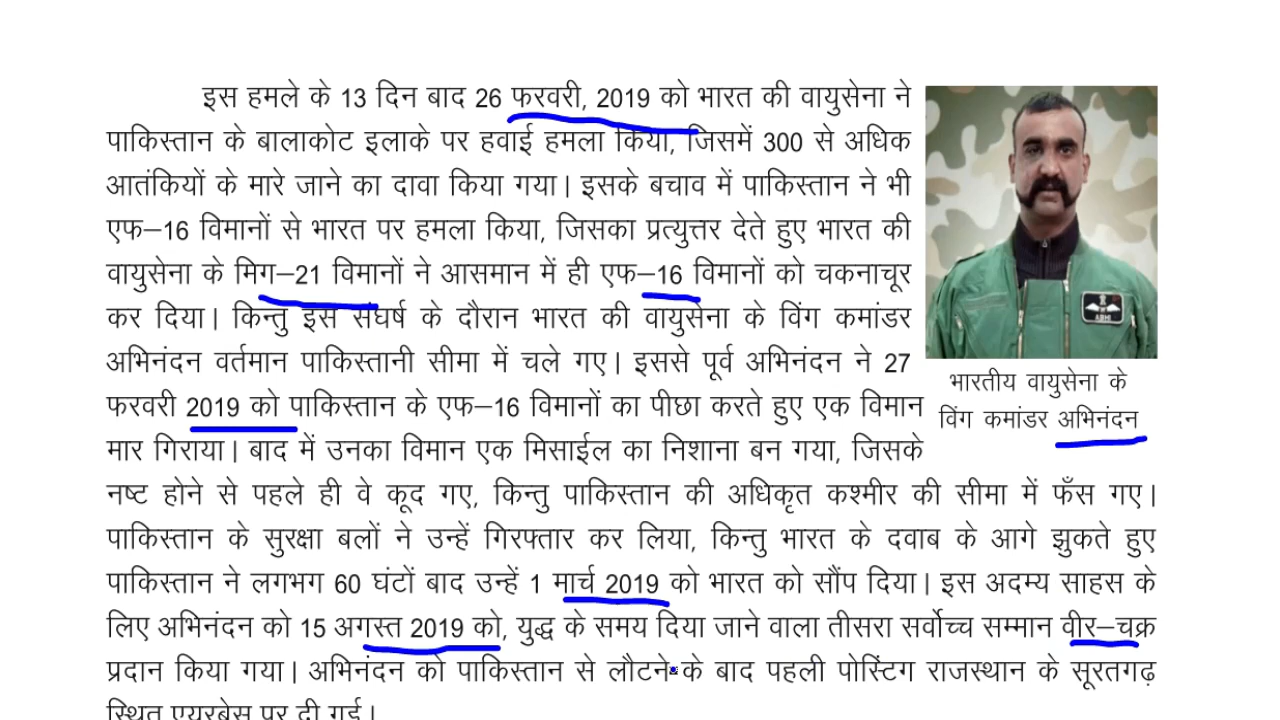 इस हमले के 13 दिन बाद 26 फरवरी, 2019 को भारत की वायुसेना ने
पाकिस्तान के बालाकोट इलाके पर हवाई हमला किया, जिसमें 300 से अधिक
आतंकियों के मारे जाने का दावा किया गया। इसके बचाव में पाकिस्तान ने भी
एफ–16 विमानों से भारत पर हमला किया, जिसका प्रत्युत्तर देते हुए भारत की
वायुसेना के मिग–21 विमानों ने आसमान में ही एफ–16 विमानों को चकनाचूर
कर दिया। किन्तु इस संघर्ष के दौरान भारत की वायुसेना के विंग कमांडर
अभिनंदन वर्तमान पाकिस्तानी सीमा में चले गए। इससे पूर्व अभिनंदन ने 27
फरवरी 2019 को पाकिस्तान के एफ–16 विमानों का पीछा करते हुए एक विमान
मार गिराया। बाद में उनका विमान एक मिसाईल का निशाना बन गया, जिसके
नष्ट होने से पहले ही वे कूद गए, किन्तु पाकिस्तान की अधिकृत कश्मीर की सीमा में फँस गए।
पाकिस्तान के सुरक्षा बलों ने उन्हें गिरफ्तार कर लिया, किन्तु भारत के दवाब के आगे झुकते हुए
पाकिस्तान ने लगभग 60 घंटों बाद उन्हें 1 मार्च 2019 को भारत को सौंप दिया। इस अदम्य साहस के
लिए अभिनंदन को 15 अगस्त 2019 को, युद्ध के समय दिया जाने वाला तीसरा सर्वोच्च सम्मान वीर–चक्र
प्रदान किया गया। अभिनंदन को पाकिस्तान से लौटने के बाद पहली पोस्टिंग राजस्थान के सूरतगढ़
स्थित एयरबेस पर दी गई।
ABHI
भारतीय वायुसेना के
विंग कमांडर अभिनंदन